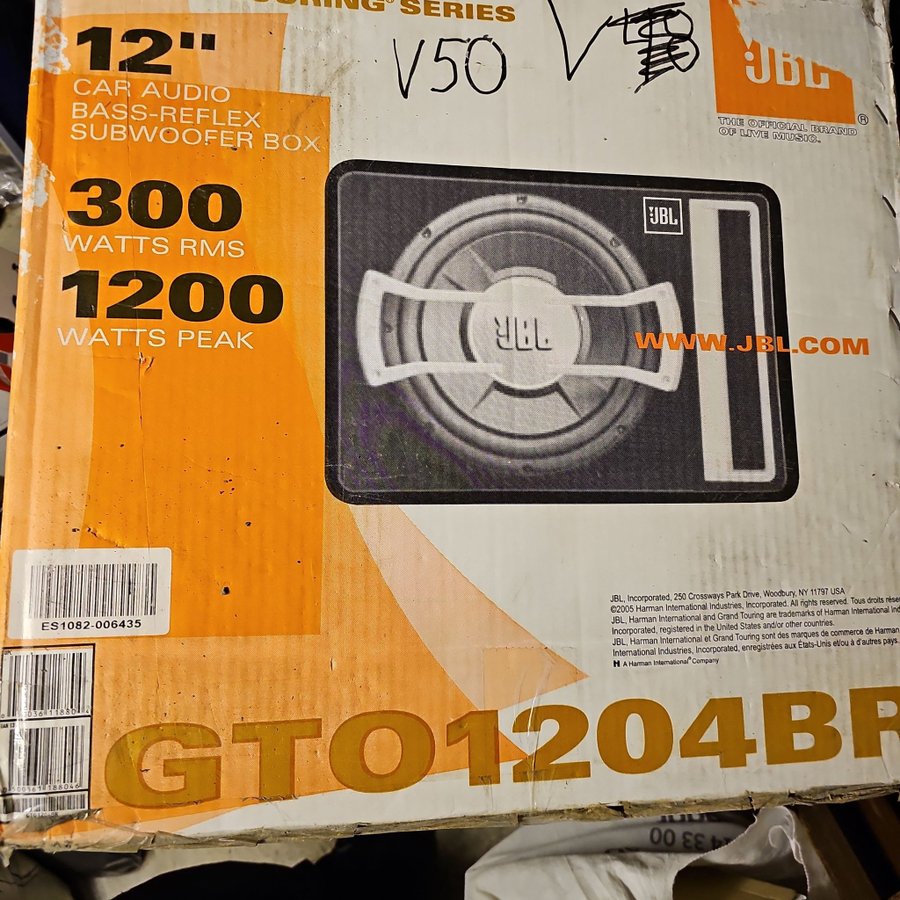 TOURING® SERIES
12"
CAR AUDIO
BASS-REFLEX
SUBWOOFER BOX
V50
JBL
THE OFFICIAL BRAND
OF LIVE MUSIC.
®
300
WATTS RMS
1200
WATTS PEAK
JBL
JBL
WWW.JBL.COM
ES1082-006435
JBL, Incorporated, 250 Crossways Park Drive, Woodbury, NY 11797 USA
©2005 Harman International Industries, Incorporated. All rights reserved. Tous droits
JBL, Harman International and Grand Touring are trademarks of Harman International
Incorporated, registered in the United States and/or other countries.
JBL, Harman International et Grand Touring sont des marques de commerce de Harman
International Industries, Incorporated, enregistrées aux États-Unis et/ou à d'autres pays.
A Harman International® Company
GTO1204BR
33 00